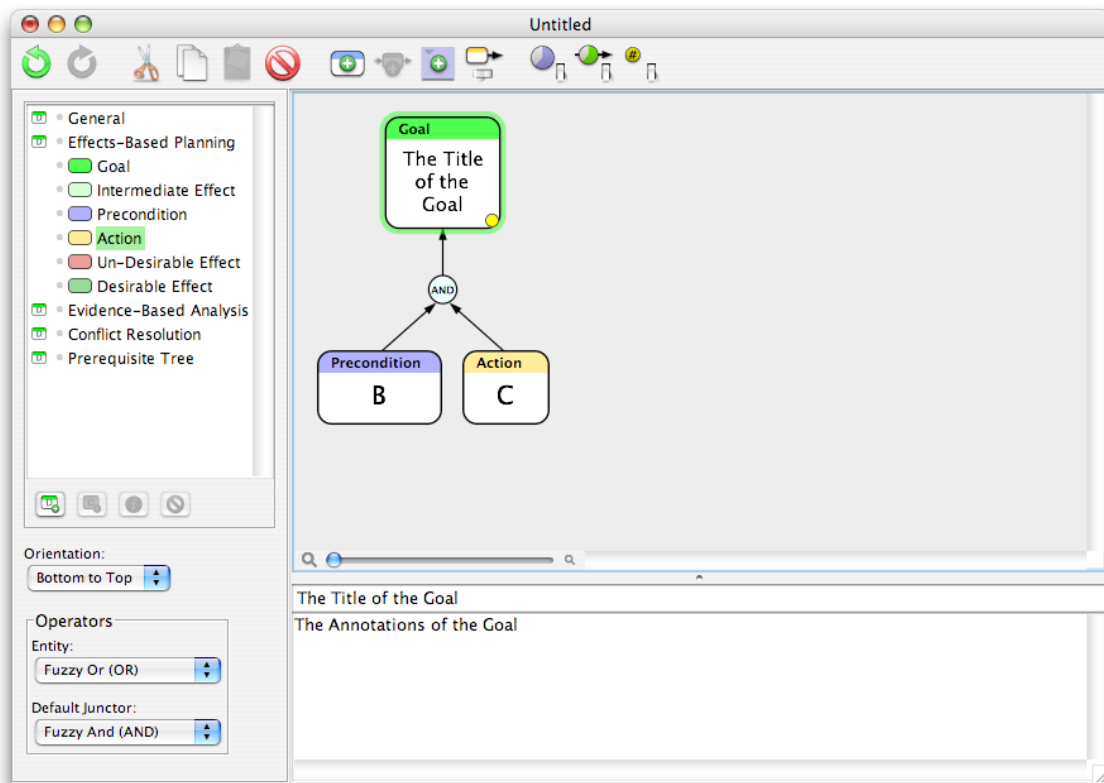 Untitled
#
General
Effects-Based Planning
Goal
Intermediate Effect
Precondition
Action
Un-Desirable Effect
Desirable Effect
Evidence-Based Analysis
Conflict Resolution
Prerequisite Tree
Orientation:
Bottom to Top
Operators
Entity:
Fuzzy Or (OR)
Default Junctor:
Fuzzy And (AND)
Goal
The Title
of the
Goal
AND
Precondition
B
Action
C
The Title of the Goal
The Annotations of the Goal